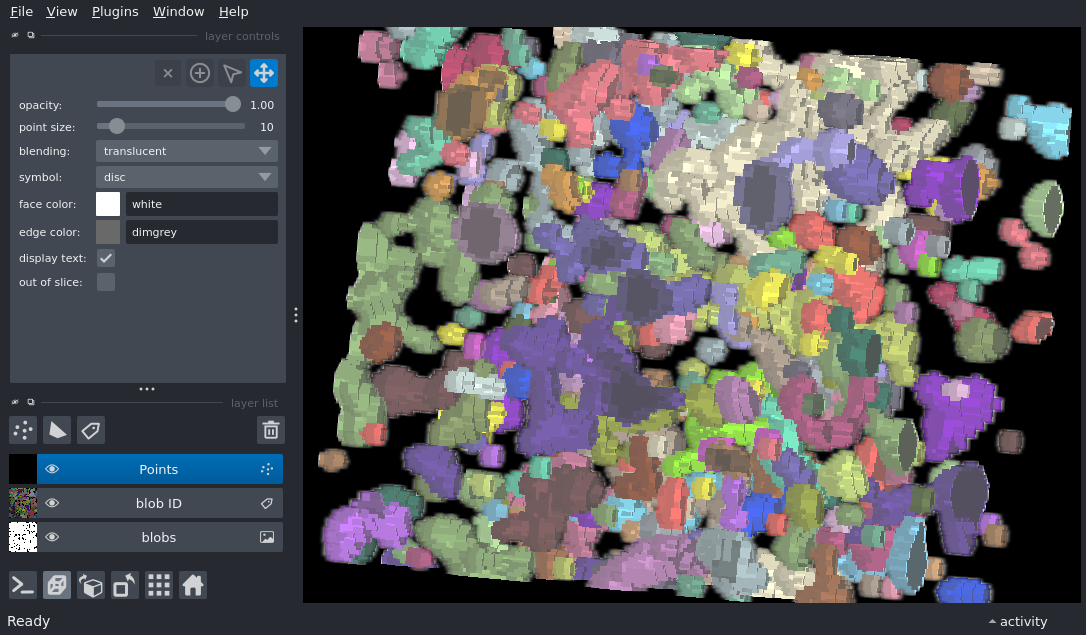 File View Plugins Window Help
layer controls
opacity: 1.00
point size: 10
blending: translucent
symbol: disc
face color: white
edge color: dimgrey
display text:
out of slice:
layer list
Points
blob ID
blobs
Ready
activity